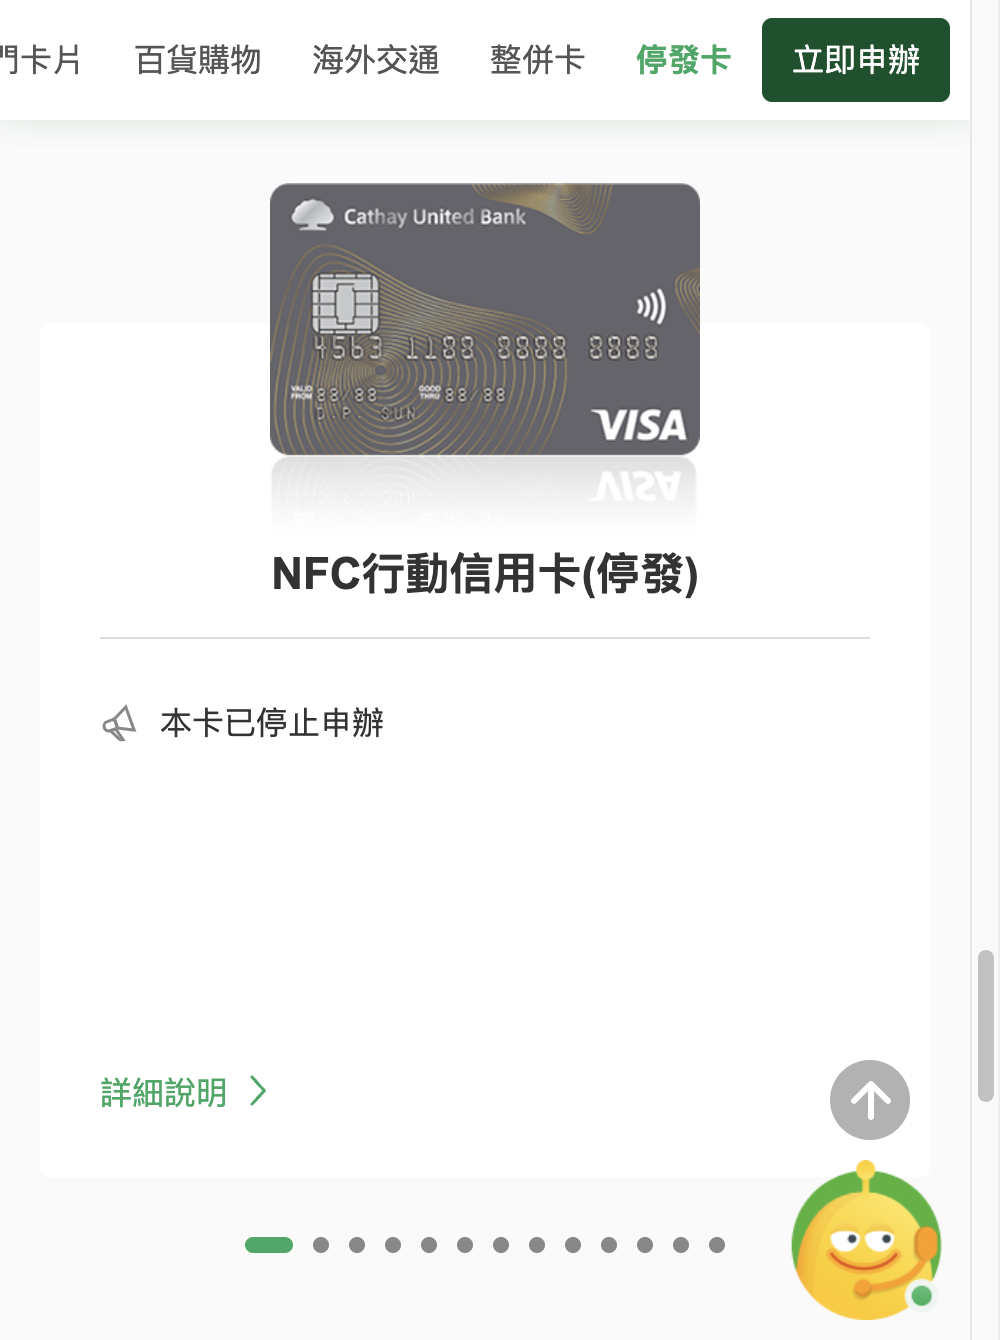 門卡片 百貨購物 海外交通 整併卡 停發卡 立即申辦
Cathay United Bank
4563 1188 8888 8888
VALID FROM 88/88 GOOD THRU 88/88
D.P. SUN
VISA
NFC行動信用卡(停發)
本卡已停止申辦
詳細說明